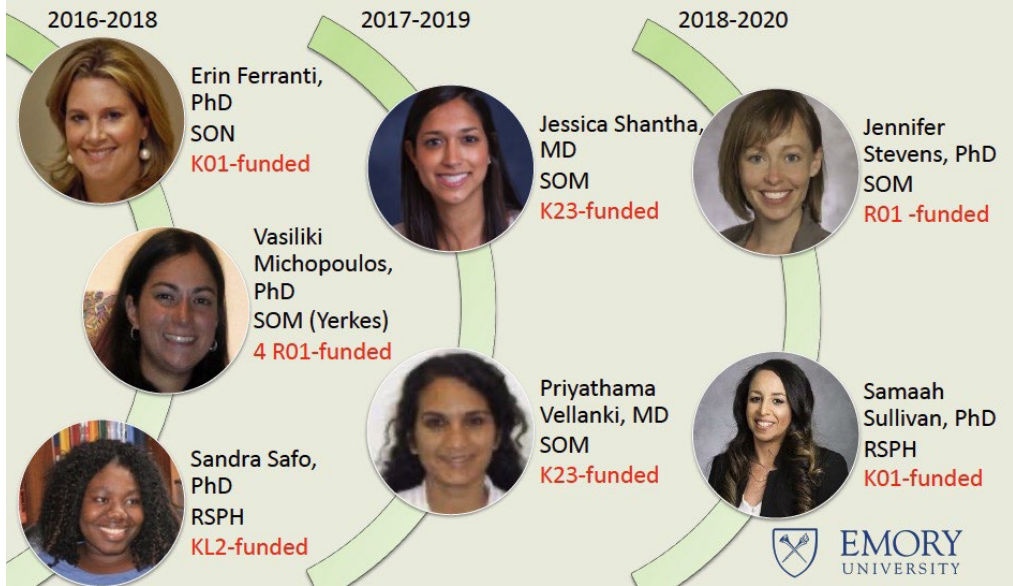 2016-2018
Erin Ferranti,
PhD
SON
K01-funded
Vasiliki
Michopoulos,
PhD
SOM (Yerkes)
4 R01-funded
Sandra Safo,
PhD
RSPH
KL2-funded
2017-2019
Jessica Shantha,
MD
SOM
K23-funded
Priyathama
Vellanki, MD
SOM
K23-funded
2018-2020
Jennifer
Stevens, PhD
SOM
R01 -funded
Samaah
Sullivan, PhD
RSPH
K01-funded
EMORY
UNIVERSITY